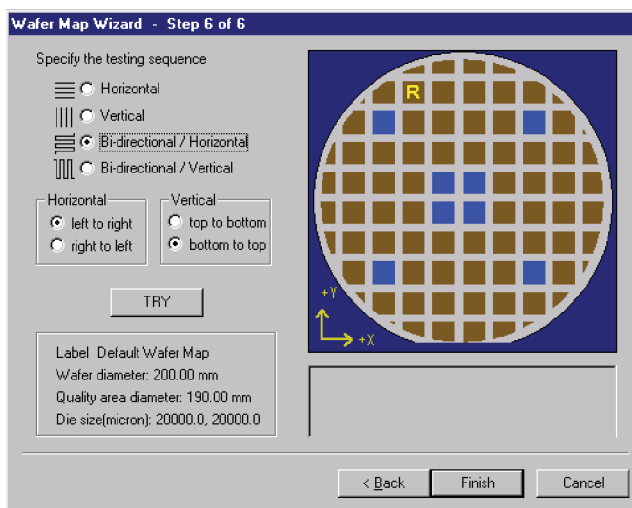 Wafer Map Wizard - Step 6 of 6
Specify the testing sequence
Horizontal
Vertical
Bi-directional / Horizontal
Bi-directional / Vertical
Horizontal
left to right
right to left
Vertical
top to bottom
bottom to top
TRY
Label Default Wafer Map
Wafer diameter: 200.00 mm
Quality area diameter: 190.00 mm
Die size(micron): 20000.0, 20000.0
R
+Y
+X
< Back
Finish
Cancel